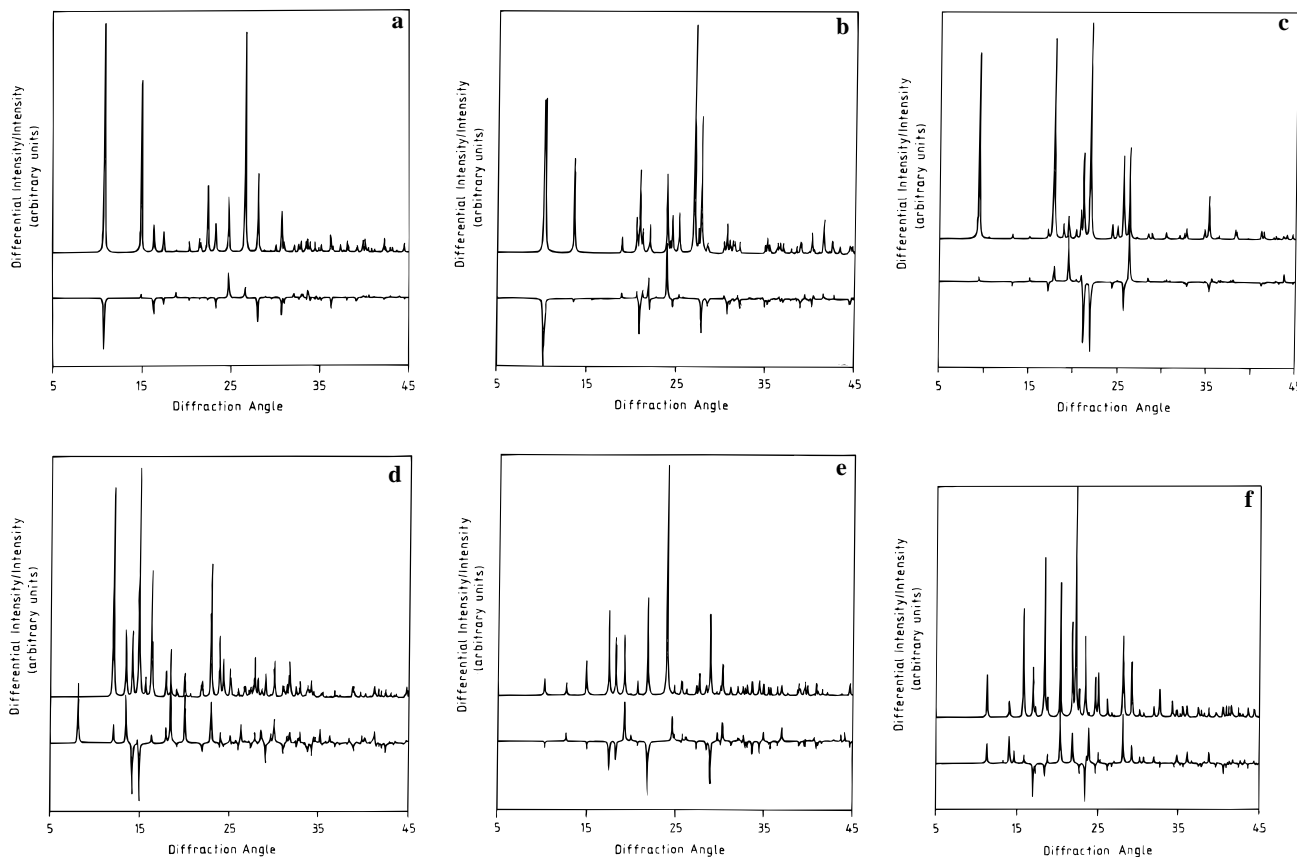 a
Differential Intensity/Intensity
(arbitrary units)
5 15 25 35 45
Diffraction Angle
b
Differential Intensity/Intensity
(arbitrary units)
5 15 25 35 45
Diffraction Angle
c
Differential Intensity/Intensity
(arbitrary units)
5 15 25 35 45
Diffraction Angle
d
Differential Intensity/Intensity
(arbitrary units)
5 15 25 35 45
Diffraction Angle
e
Differential Intensity/Intensity
(arbitrary units)
5 15 25 35 45
Diffraction Angle
f
Differential Intensity/Intensity
(arbitrary units)
5 15 25 35 45
Diffraction Angle